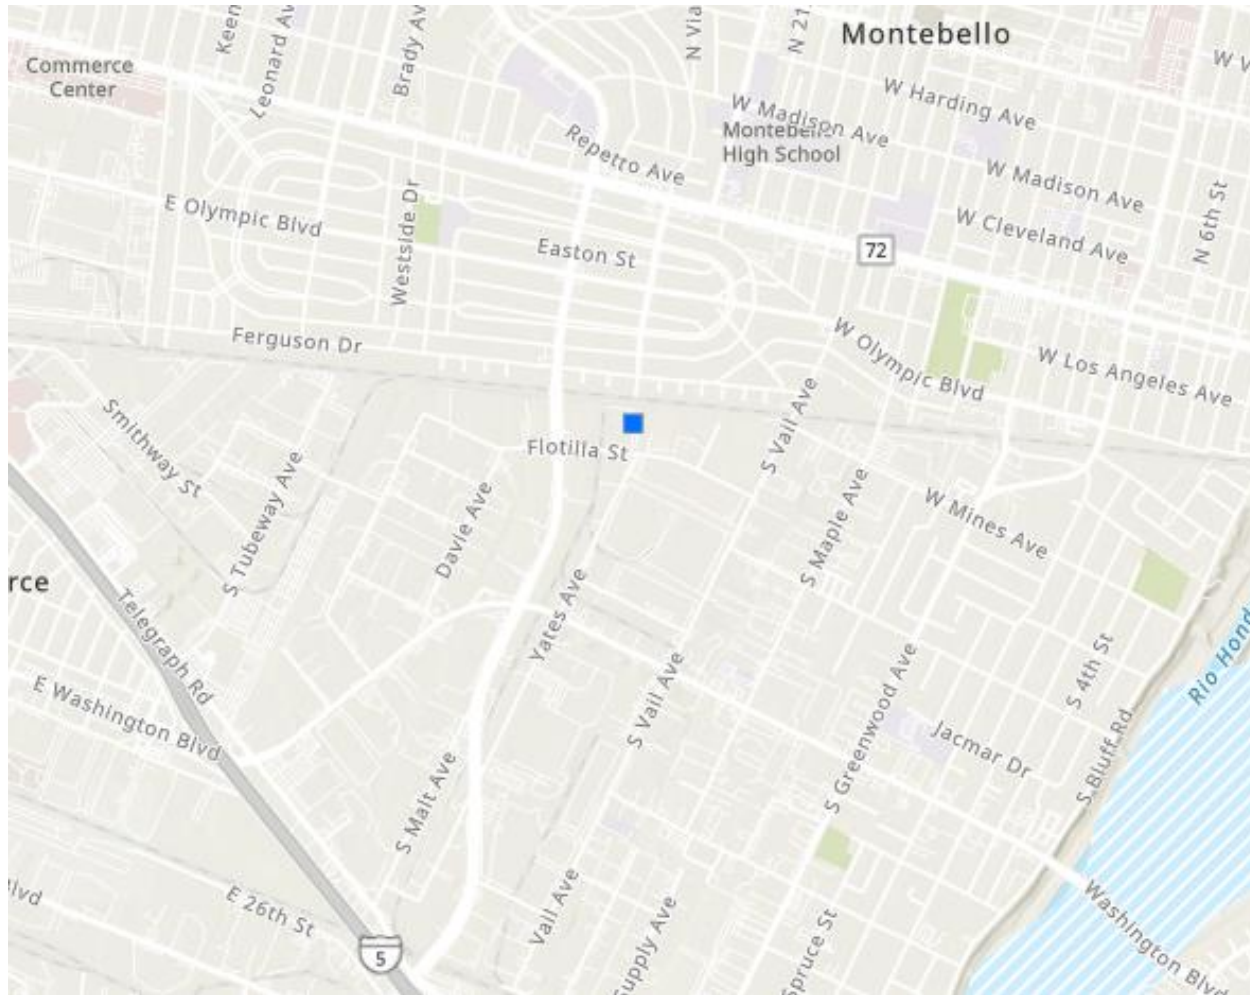 Keen
Leonard Av
Brady Av
N Via
N 21
Montebello
W V
Commerce
Center
W Harding Ave
W Madison Ave
Montebello
High School
Repetto Ave
W Madison Ave
E Olympic Blvd
Westside Dr
Easton St
72
W Cleveland Ave
N 6th St
Ferguson Dr
W Olympic Blvd
W Los Angeles Ave
Smithway St
S Tubeway Ave
Flotilla St
Davie Ave
S Vail Ave
S Maple Ave
W Mines Ave
rce
Telegraph Rd
Yates Ave
E Washington Blvd
S Vail Ave
S Greenwood Ave
S 4th St
Rio Hond
Jacmar Dr
S Bluff Rd
S Malt Ave
Blvd
E 26th St
5
Vail Ave
Supply Ave
Spruce St
Washington Blvd